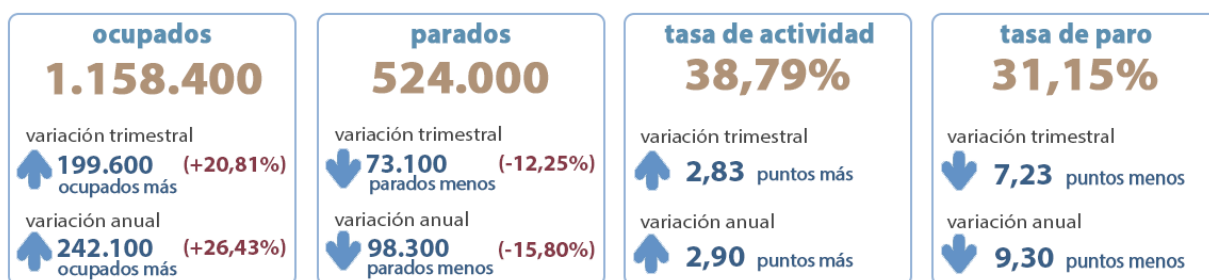 ocupados
1.158.400
variación trimestral
199.600 (+20,81%)
ocupados más
variación anual
242.100 (+26,43%)
ocupados más
parados
524.000
variación trimestral
73.100 (-12,25%)
parados menos
variación anual
98.300 (-15,80%)
parados menos
tasa de actividad
38,79%
variación trimestral
2,83 puntos más
variación anual
2,90 puntos más
tasa de paro
31,15%
variación trimestral
7,23 puntos menos
variación anual
9,30 puntos menos